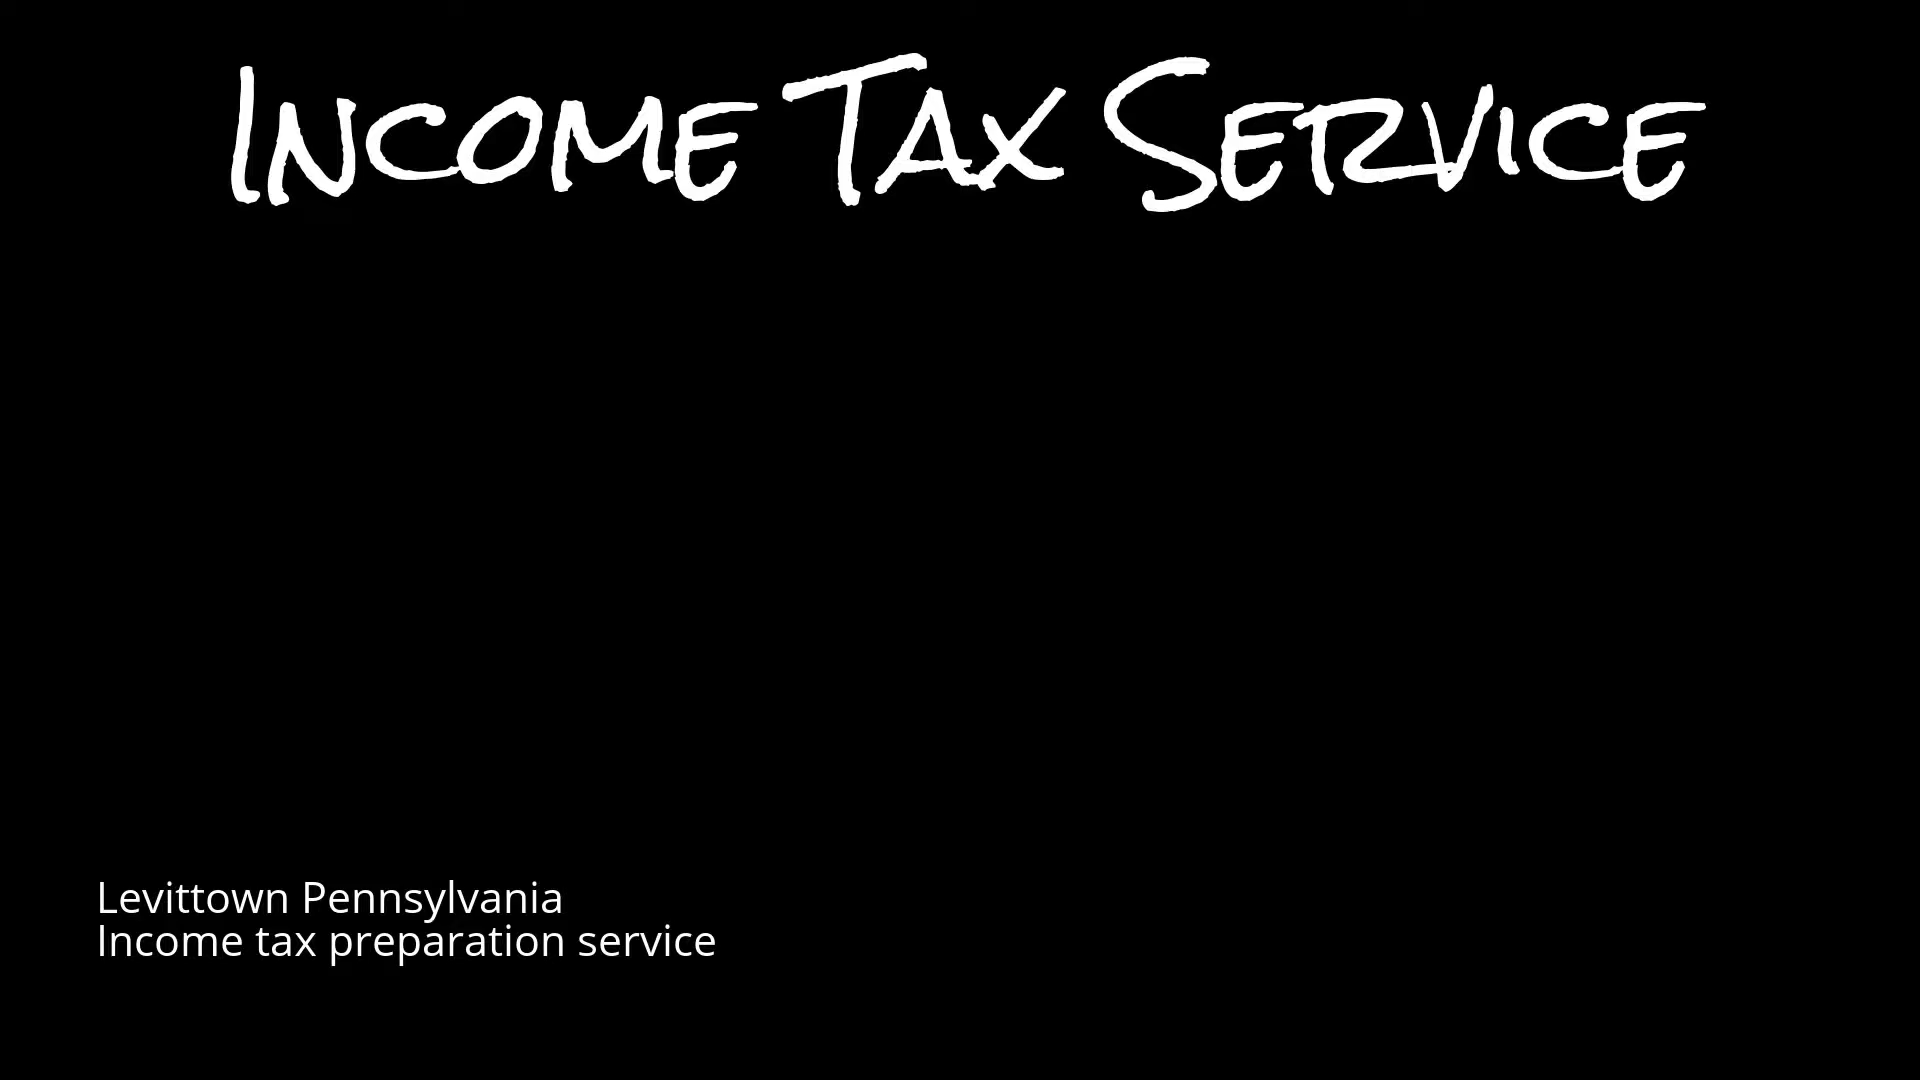 Income Tax Service
Levittown Pennsylvania
Income tax preparation service